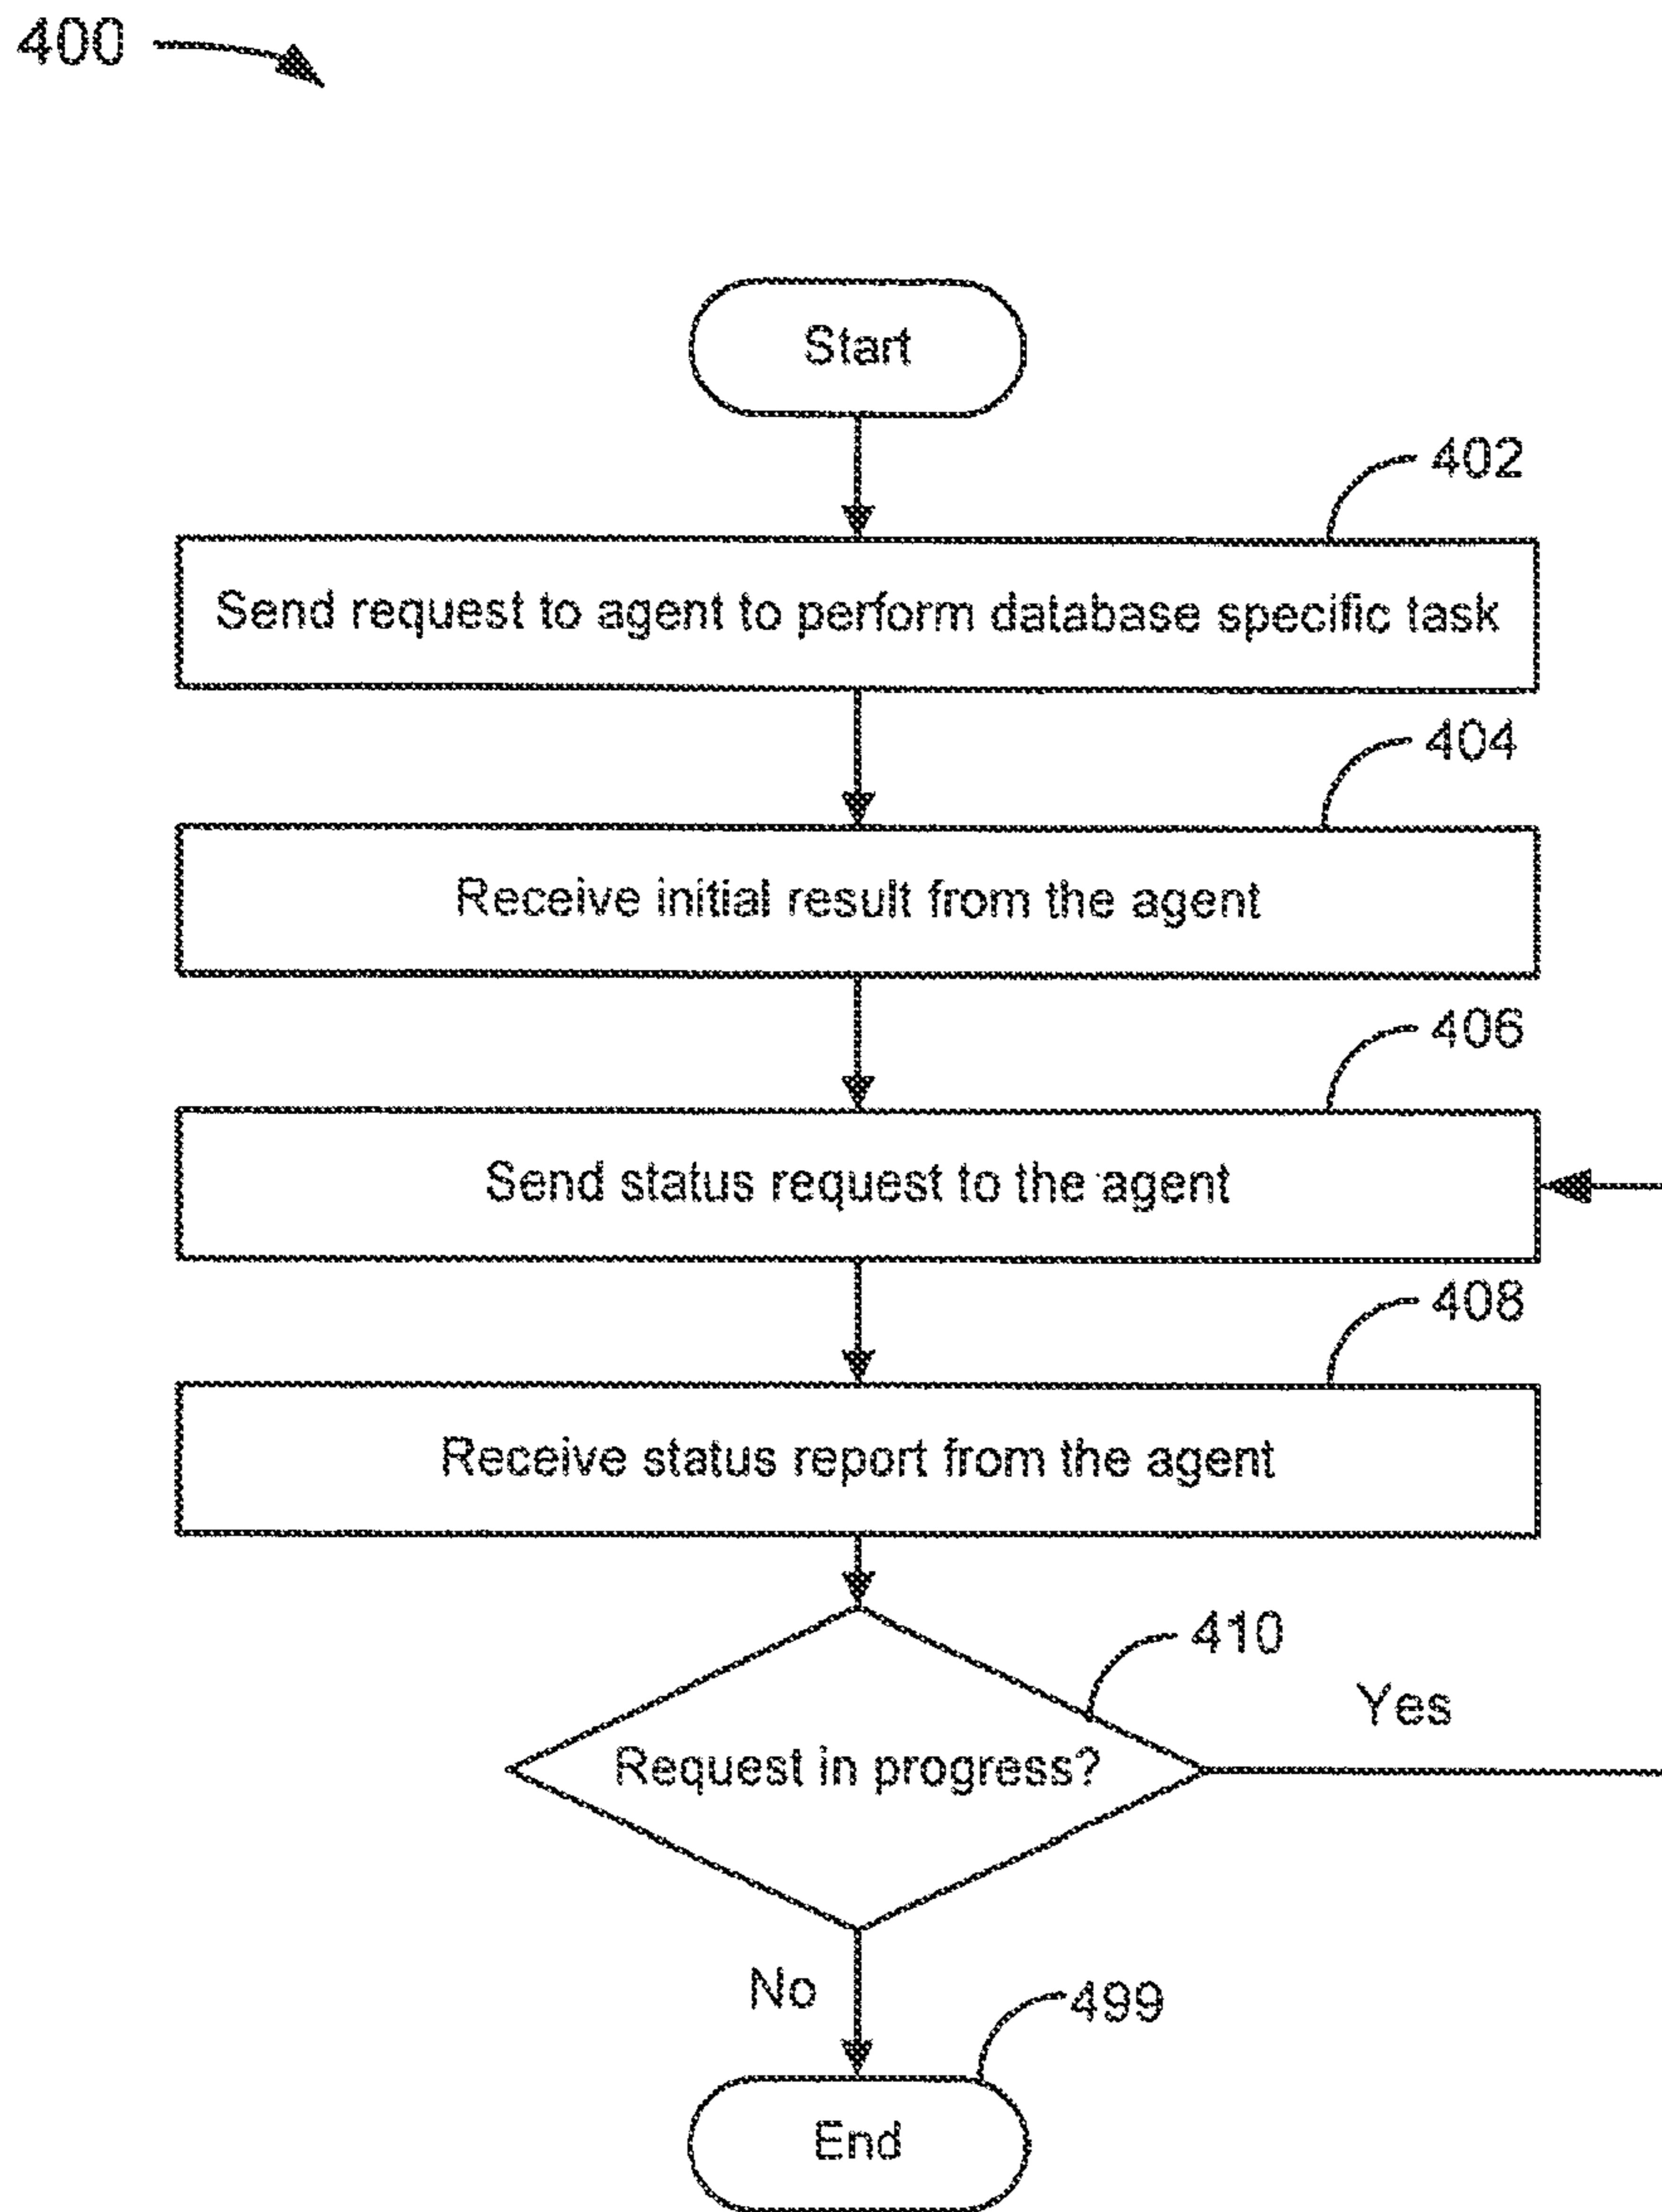 400
Start
402
Send request to agent to perform database specific task
404
Receive initial result from the agent
406
Send status request to the agent
408
Receive status report from the agent
410
Yes
Request in progress?
No
499
End